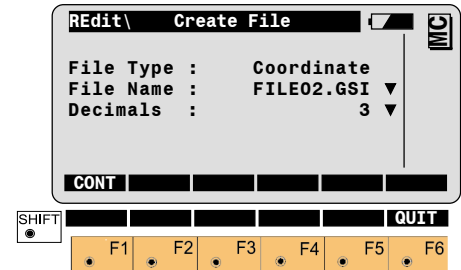 REdit\ Create File MC
File Type : Coordinate
File Name : FILE02.GSI ▼
Decimals : 3 ▼
CONT
SHIFT QUIT
F1 F2 F3 F4 F5 F6